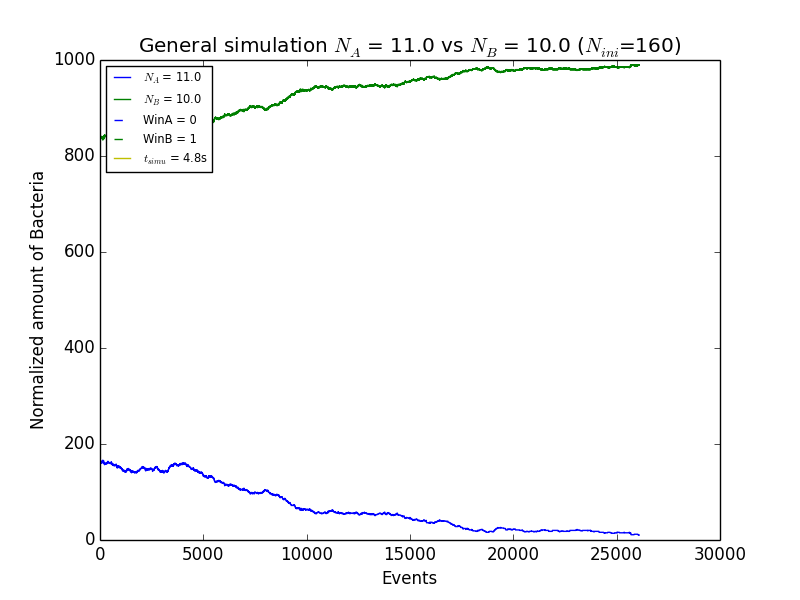 General simulation N_A = 11.0 vs N_B = 10.0 (N_ini=160)
1000
800
600
400
200
0
Normalized amount of Bacteria
N_A = 11.0
N_B = 10.0
WinA = 0
WinB = 1
t_simu = 4.8s
0 5000 10000 15000 20000 25000 30000
Events